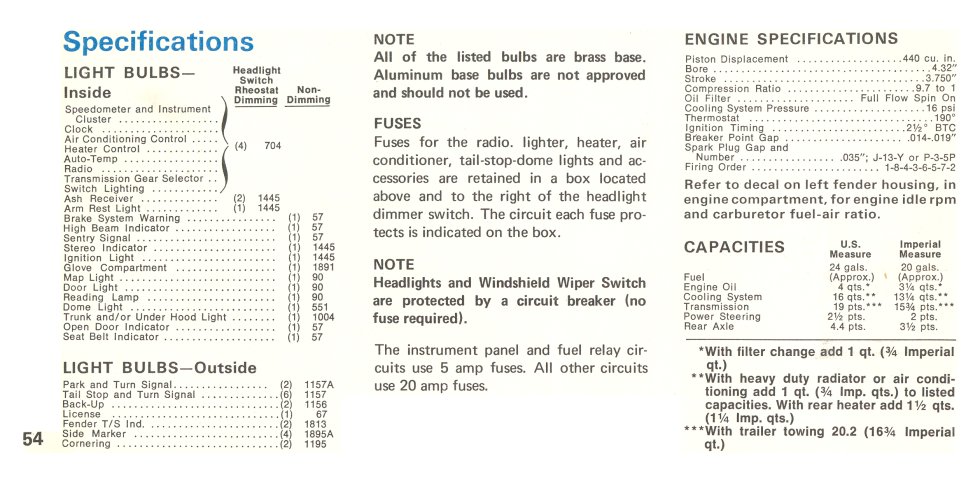 Specifications
LIGHT BULBS—
Inside
Headlight
Switch
Rheostat Non-
Dimming Dimming
Speedometer and Instrument
Cluster ...............
Clock ..................
Air Conditioning Control .....
Heater Control ............. (4) 704
Auto-Temp ...............
Radio ..................
Transmission Gear Selector ..
Switch Lighting ...........
Ash Receiver ............. (2) 1445
Arm Rest Light ............ (1) 1445
Brake System Warning ................ (1) 57
High Beam Indicator .................. (1) 57
Sentry Signal ........................ (1) 57
Stereo Indicator ..................... (1) 1445
Ignition Light ....................... (1) 1445
Glove Compartment .................. (1) 1891
Map Light ........................... (1) 90
Door Light .......................... (1) 90
Reading Lamp ...................... (1) 90
Dome Light ......................... (1) 551
Trunk and/or Under Hood Light ........ (1) 1004
Open Door Indicator .................. (1) 57
Seat Belt Indicator .................... (1) 57
LIGHT BULBS—Outside
Park and Turn Signal................. (2) 1157A
Tail Stop and Turn Signal .............(6) 1157
Back-Up ............................(2) 1156
License ............................(1) 67
Fender T/S Ind. ......................(2) 1813
Side Marker .........................(4) 1895A
Cornering ...........................(2) 1195
54
NOTE
All of the listed bulbs are brass base.
Aluminum base bulbs are not approved
and should not be used.
FUSES
Fuses for the radio. lighter, heater, air
conditioner, tail-stop-dome lights and ac-
cessories are retained in a box located
above and to the right of the headlight
dimmer switch. The circuit each fuse pro-
tects is indicated on the box.
NOTE
Headlights and Windshield Wiper Switch
are protected by a circuit breaker (no
fuse required).
The instrument panel and fuel relay cir-
cuits use 5 amp fuses. All other circuits
use 20 amp fuses.
ENGINE SPECIFICATIONS
Piston Displacement ...................440 cu. in.
Bore .......................................4.32"
Stroke .....................................3.750"
Compression Ratio .......................9.7 to 1
Oil Filter .................... Full Flow Spin On
Cooling System Pressure ....................16 psi
Thermostat ................................190°
Ignition Timing ........................2½° BTC
Breaker Point Gap ......................014-.019"
Spark Plug Gap and
Number ................. .035"; J-13-Y or P-3-5P
Firing Order .......................1-8-4-3-6-5-7-2
Refer to decal on left fender housing, in
engine compartment, for engine idle rpm
and carburetor fuel-air ratio.
CAPACITIES U.S. Imperial
Measure Measure
24 gals. 20 gals.
Fuel (Approx.) (Approx.)
Engine Oil 4 qts.* 3¼ qts.*
Cooling System 16 qts.** 13¼ qts.**
Transmission 19 pts.*** 15¾ pts.***
Power Steering 2½ pts. 2 pts.
Rear Axle 4.4 pts. 3½ pts.
*With filter change add 1 qt. (¾ Imperial
qt.)
**With heavy duty radiator or air condi-
tioning add 1 qt. (¾ Imp. qts.) to listed
capacities. With rear heater add 1½ qts.
(1¼ Imp. qts.)
***With trailer towing 20.2 (16¾ Imperial
qt.)